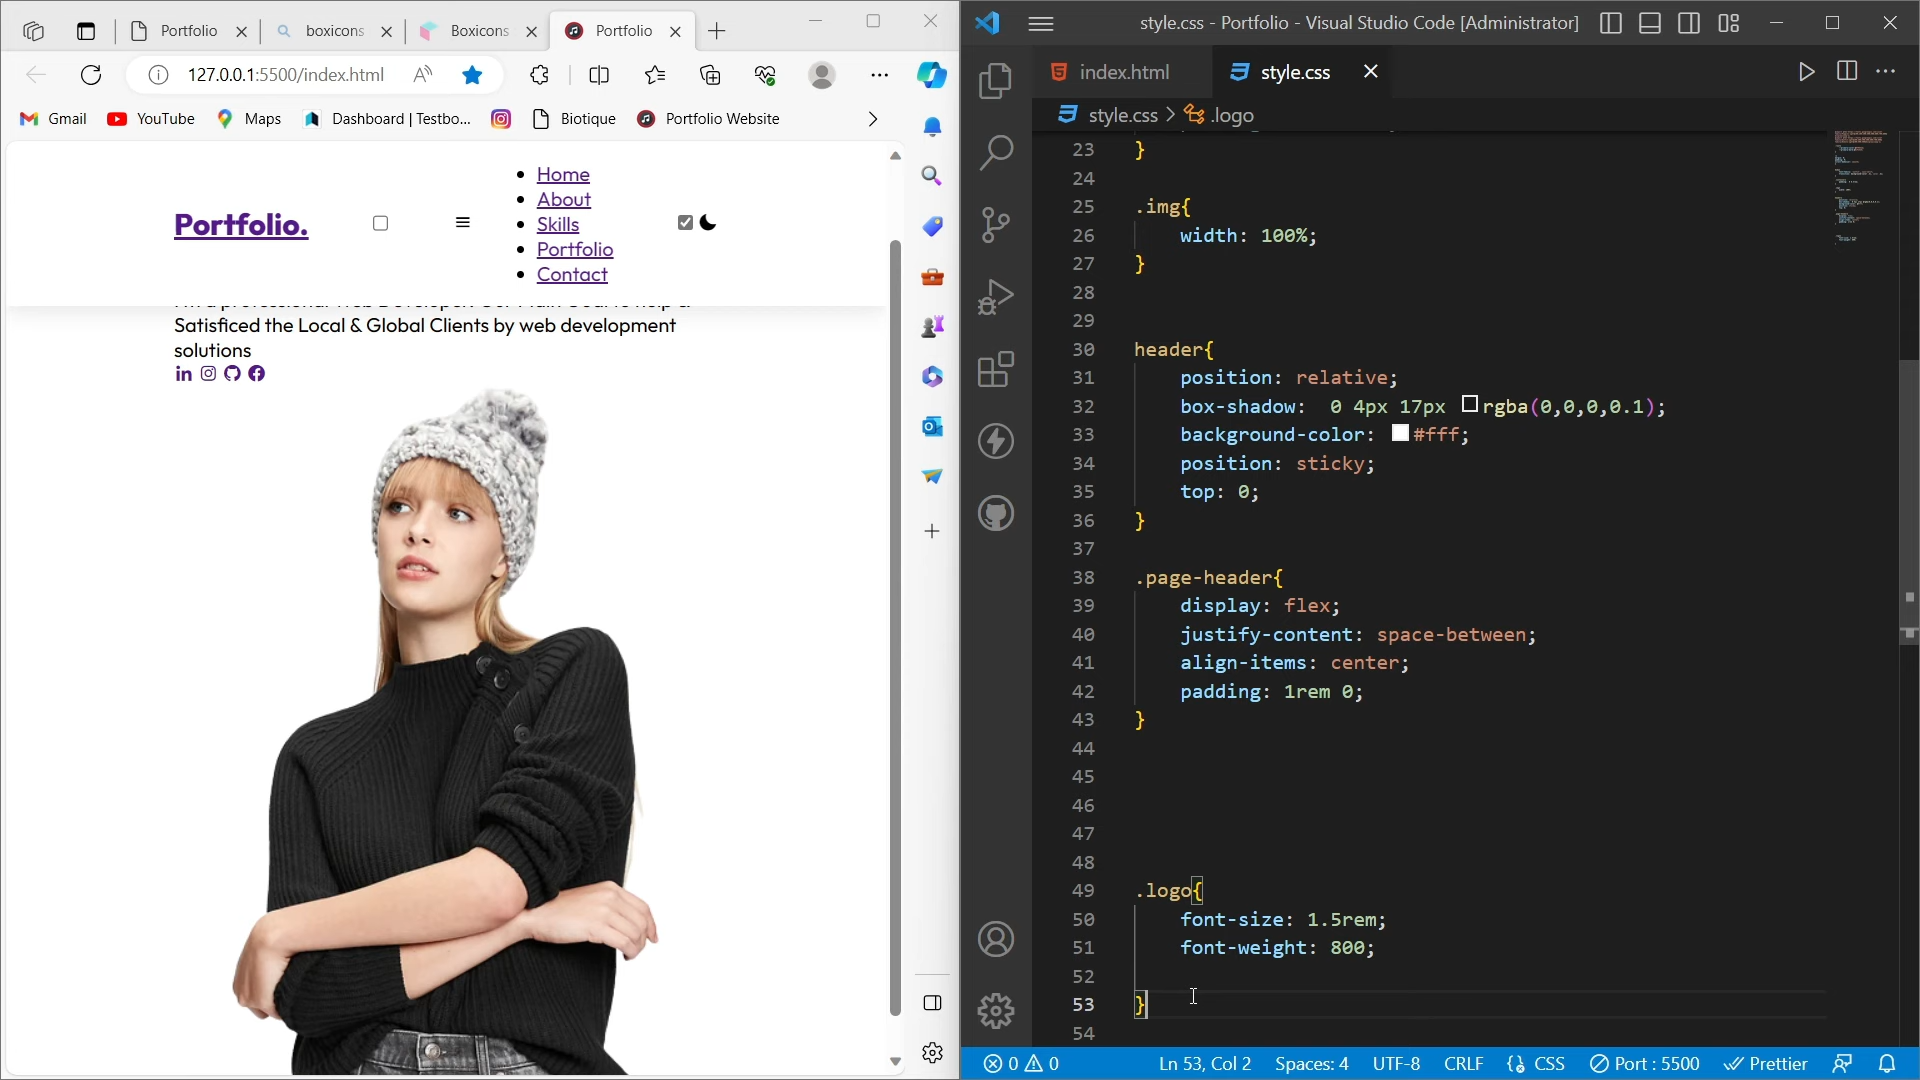 Portfolio
boxicons
Boxicons
Portfolio
127.0.0.1:5500/index.html
Gmail
YouTube
Maps
Dashboard | Testbo...
Biotique
Portfolio Website
Portfolio.
Home
About
Skills
Portfolio
Contact
Satisficed the Local & Global Clients by web development
solutions
style.css - Portfolio - Visual Studio Code [Administrator]
index.html
style.css
style.css > .logo
23 }
24
25 .img{
26 width: 100%;
27 }
28
29
30 header{
31 position: relative;
32 box-shadow: 0 4px 17px rgba(0,0,0,0.1);
33 background-color: #fff;
34 position: sticky;
35 top: 0;
36 }
37
38 .page-header{
39 display: flex;
40 justify-content: space-between;
41 align-items: center;
42 padding: 1rem 0;
43 }
44
45
46
47
48
49 .logo{
50 font-size: 1.5rem;
51 font-weight: 800;
52
53 }
54
0 0 Ln 53, Col 2 Spaces: 4 UTF-8 CRLF {} CSS Port : 5500 Prettier